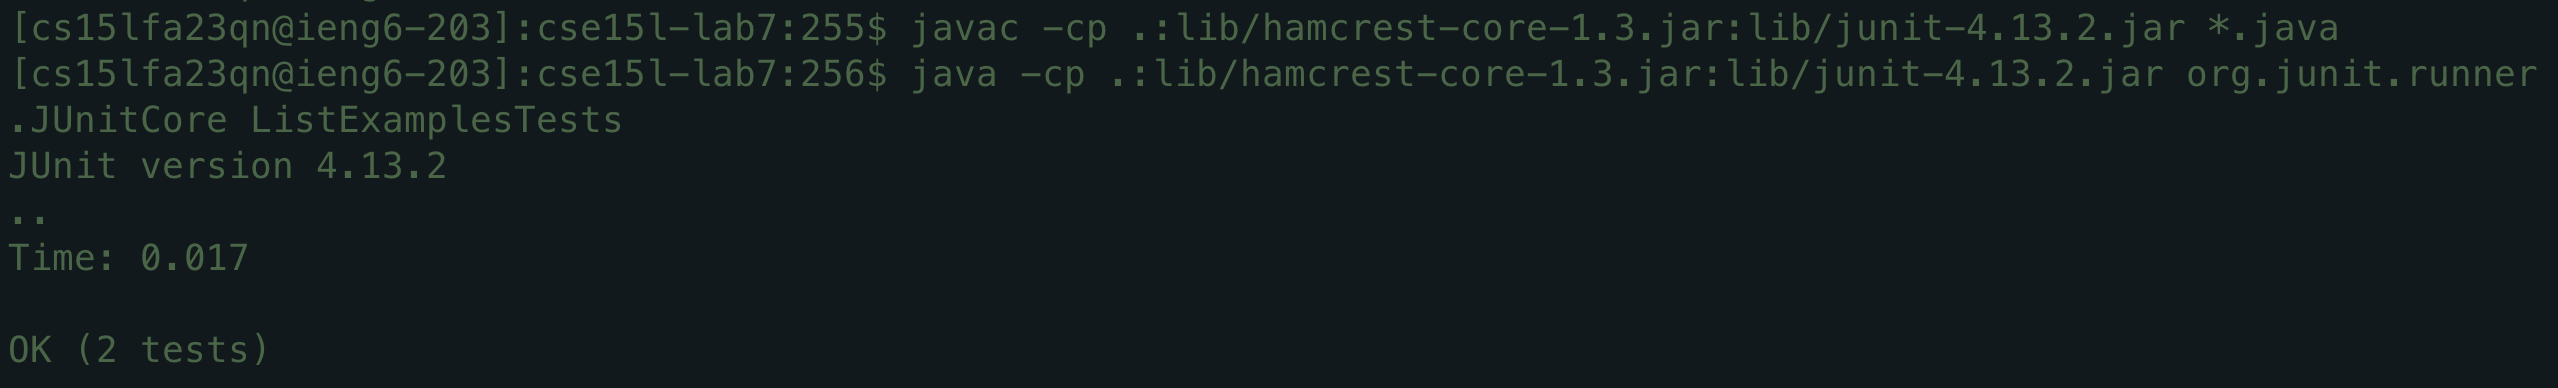 [cs15lfa23qn@ieng6-203]:cse15l-lab7:255$ javac -cp .:lib/hamcrest-core-1.3.jar:lib/junit-4.13.2.jar *.java
[cs15lfa23qn@ieng6-203]:cse15l-lab7:256$ java -cp .:lib/hamcrest-core-1.3.jar:lib/junit-4.13.2.jar org.junit.runner
.JUnitCore ListExamplesTests
JUnit version 4.13.2
..
Time: 0.017
OK (2 tests)